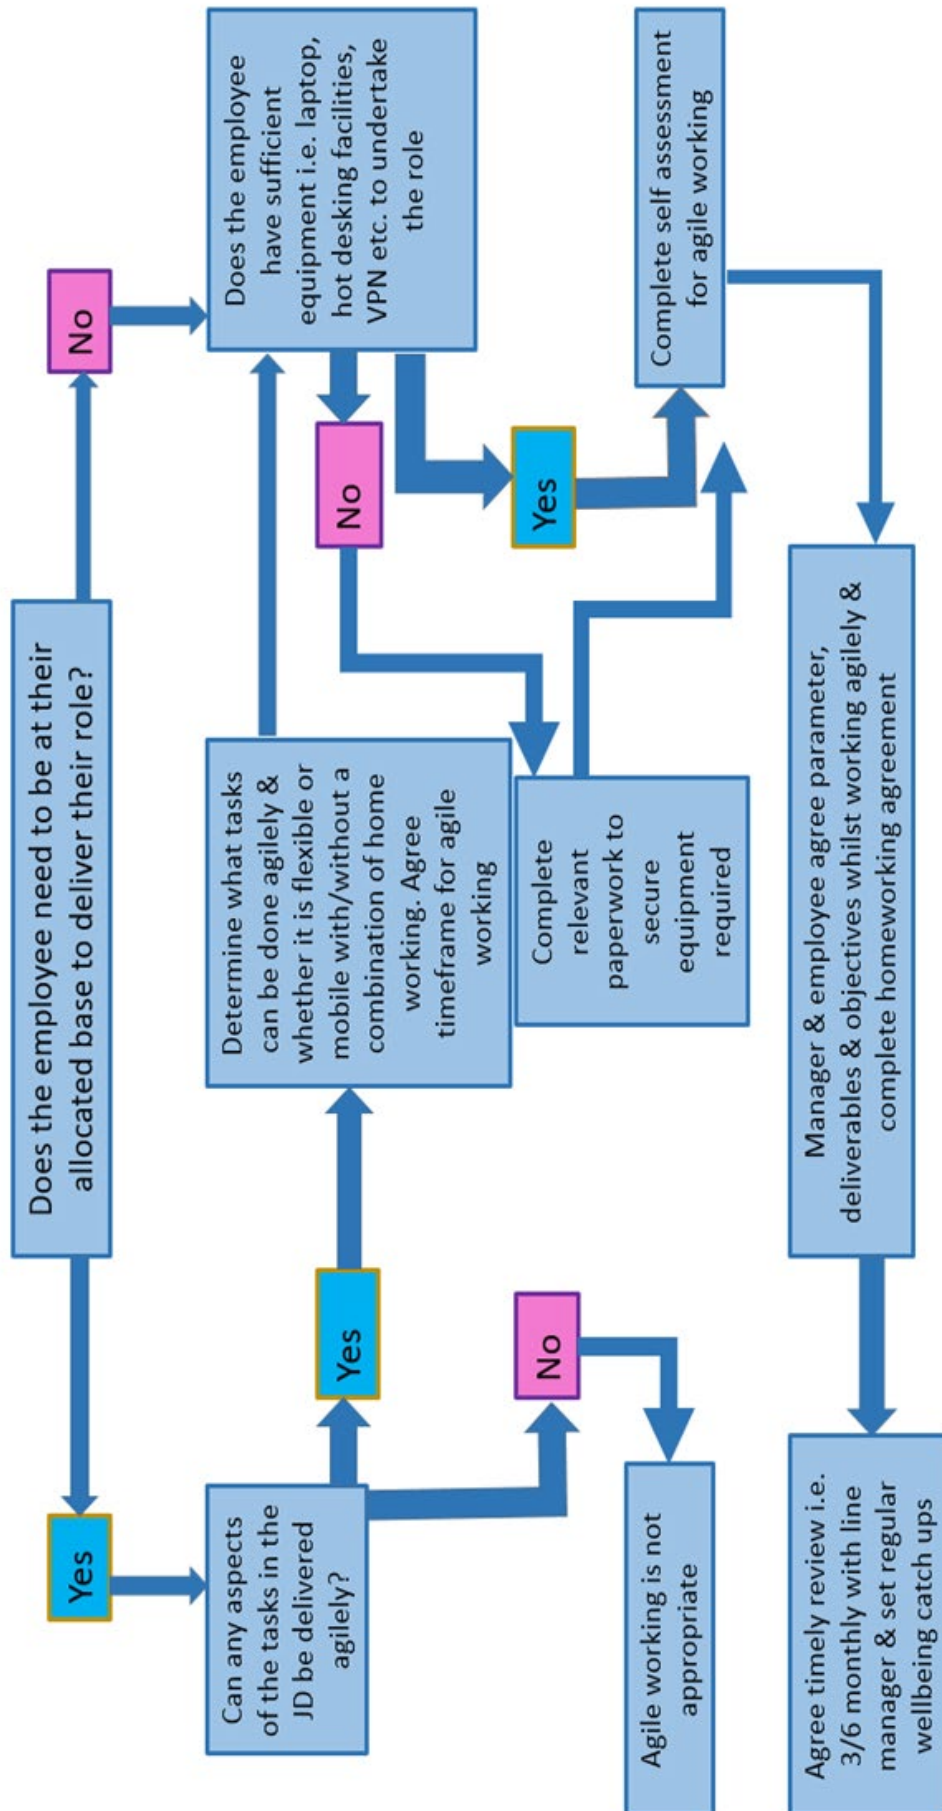 Does the employee need to be at their
allocated base to deliver their role?
Yes
No
Can any aspects
of the tasks in the
JD be delivered
agilely?
Yes
No
Agile working is not
appropriate
Determine what tasks
can be done agilely &
whether it is flexible or
mobile with/without a
combination of home
working. Agree
timeframe for agile
working
Does the employee
have sufficient
equipment i.e. laptop,
hot desking facilities,
VPN etc. to undertake
the role
No
Yes
Complete
relevant
paperwork to
secure
equipment
required
Complete self assessment
for agile working
Manager & employee agree parameter,
deliverables & objectives whilst working agilely &
complete homeworking agreement
Agree timely review i.e.
3/6 monthly with line
manager & set regular
wellbeing catch ups